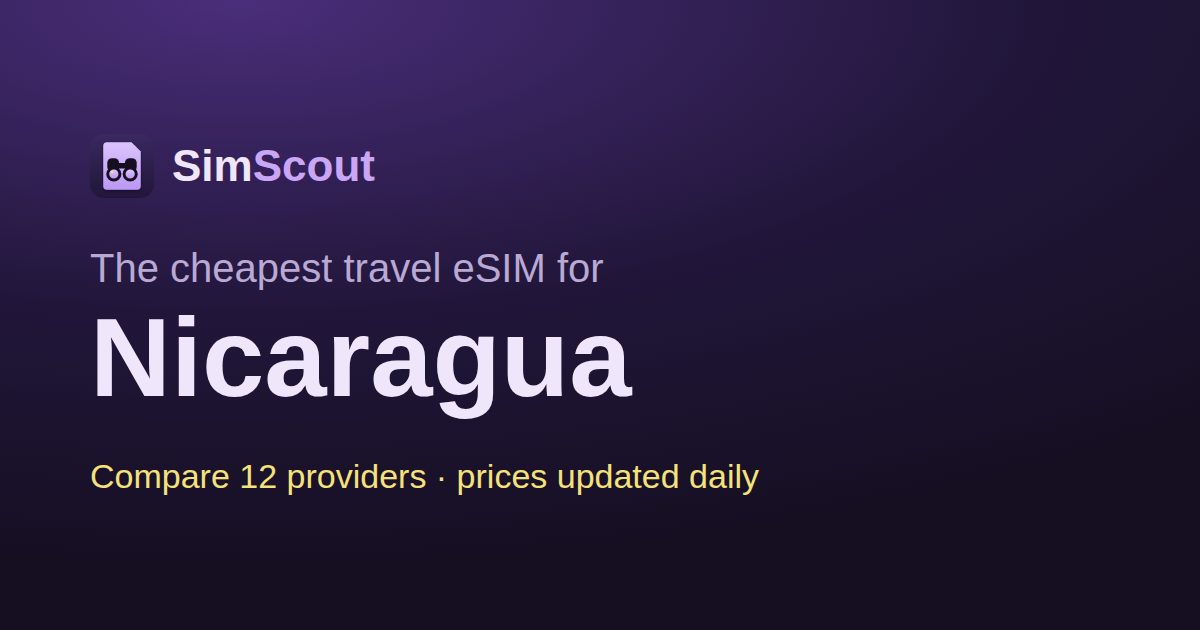 SimScout
The cheapest travel eSIM for
Nicaragua
Compare 12 providers · prices updated daily